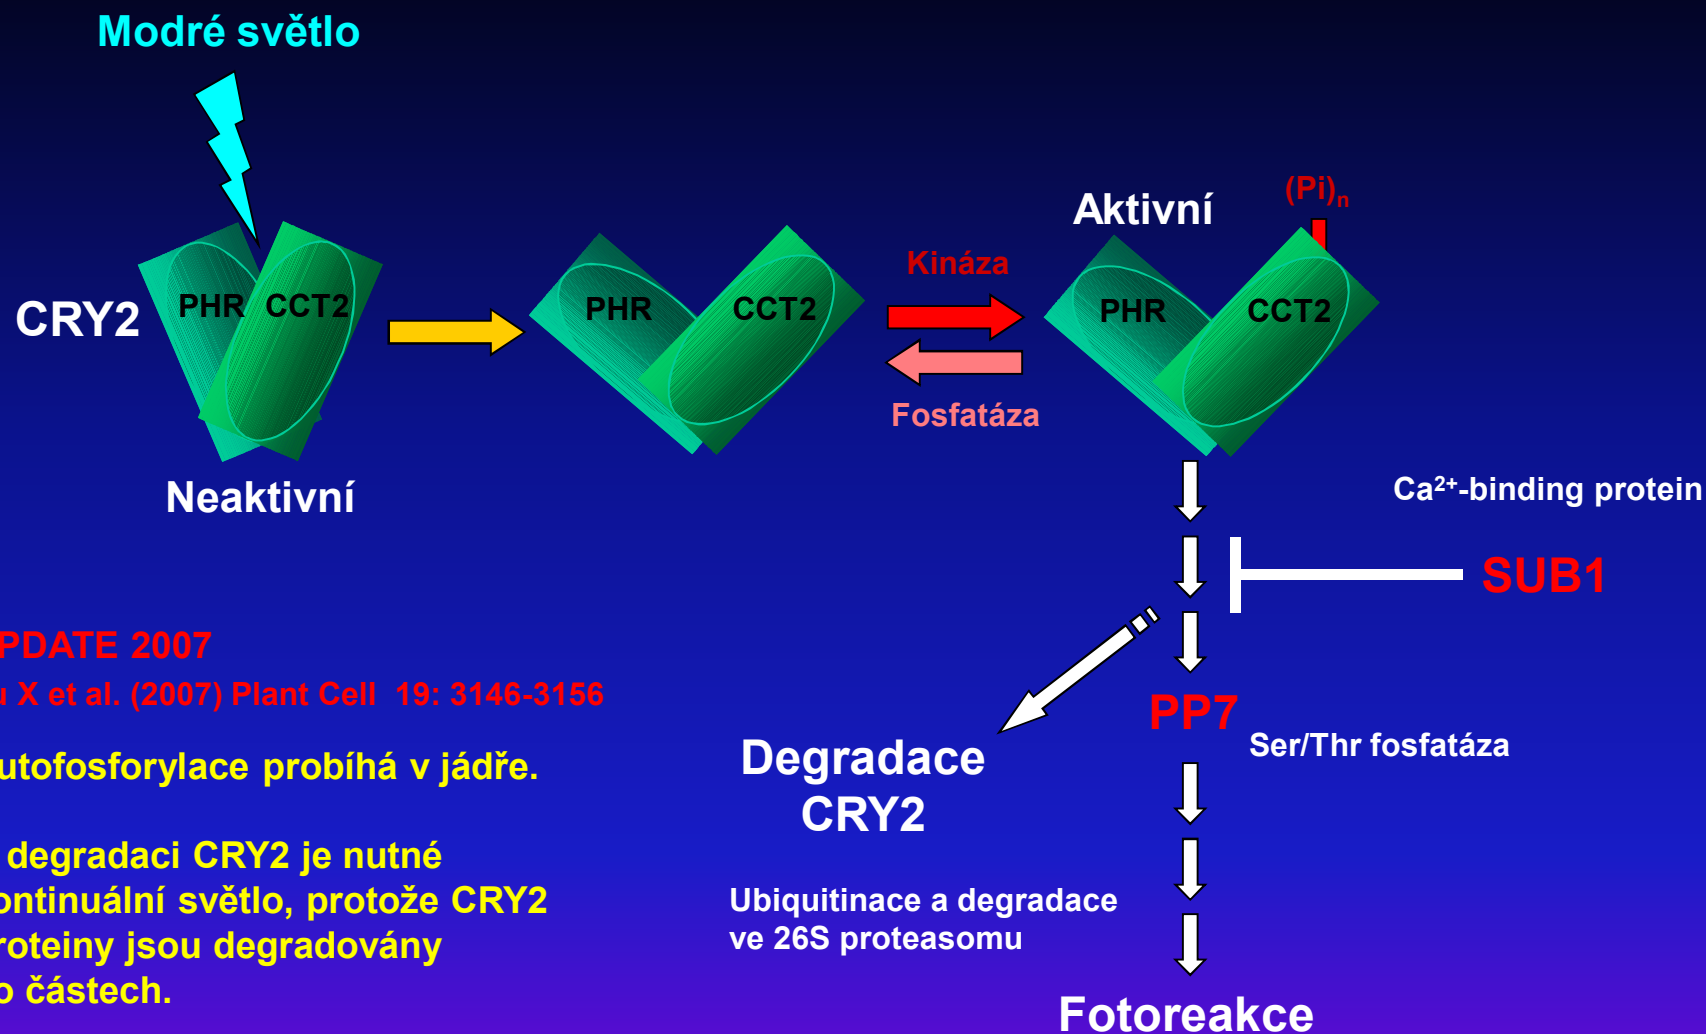 Modré světlo
(Pi)n
Aktivní
Kináza
CRY2
PHR CCT2
PHR CCT2
PHR CCT2
Fosfatáza
Neaktivní
Ca2+-binding protein
SUB1
PDATE 2007
u X et al. (2007) Plant Cell 19: 3146-3156
PP7
Ser/Thr fosfatáza
utofosforylace probíhá v jádře.
Degradace
CRY2
degradaci CRY2 je nutné
ontinuální světlo, protože CRY2
roteiny jsou degradovány
o částech.
Ubiquitinace a degradace
ve 26S proteasomu
Fotoreakce